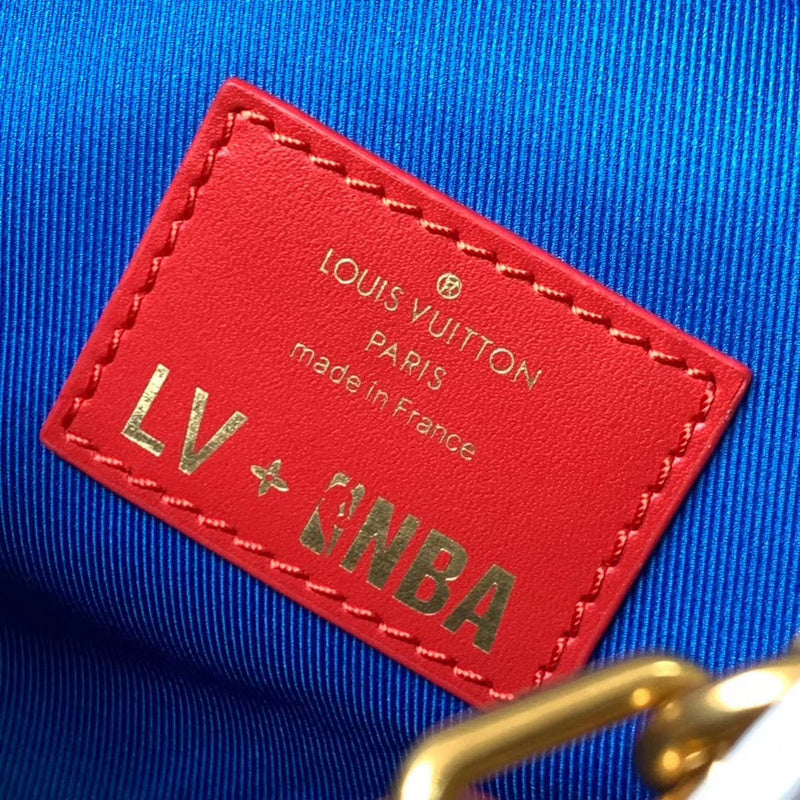 LOUIS VUITTON
PARIS
made in France
LV + NBA